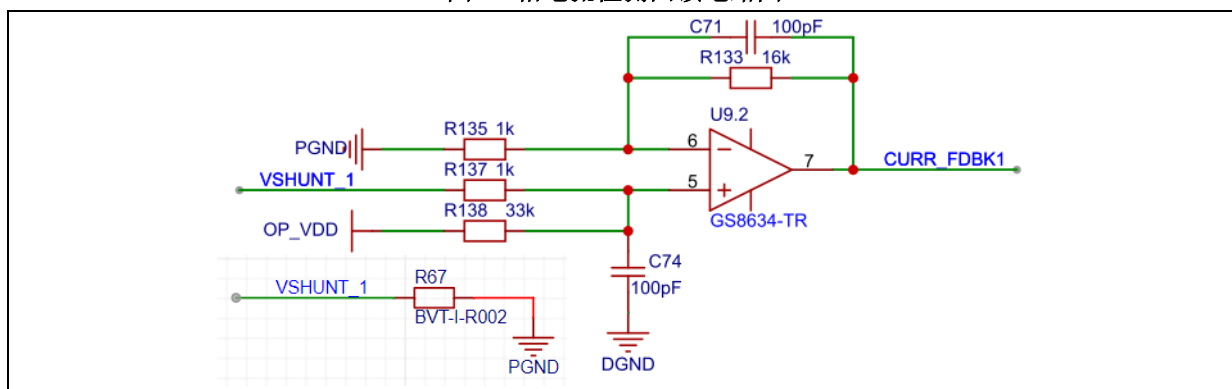 C71 100pF
R133 16k
U9.2
R135 1k
PGND
6
7
CURR_FDBK1
VSHUNT_1
R137 1k
5
R138 33k
OP_VDD
GS8634-TR
C74
100pF
VSHUNT_1
R67
BVT-I-R002
PGND
DGND